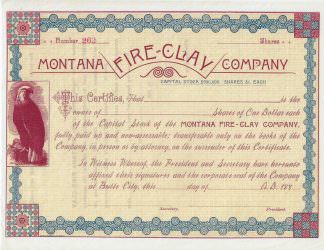 Number 263 Shares
MONTANA FIRE-CLAY COMPANY
CAPITAL STOCK $500,000 SHARES $1. EACH
This Certifies, That is the
owner of Shares of One Dollar each
of the Capital Stock of the MONTANA FIRE-CLAY COMPANY,
fully paid up and non-assessable; transferable only on the books of the
Company, in person or by attorney, on the surrender of this Certificate.
In Witness Whereof, the President and Secretary have hereunto
affixed their signatures and the corporate seal of the Company
at Butte City, this day of A.D. 188
Secretary. President.